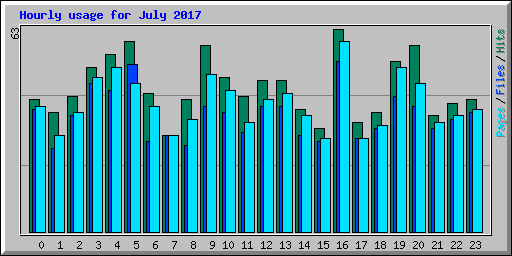 Hourly usage for July 2017
63
Pages/Files/Hits
0 1 2 3 4 5 6 7 8 9 10 11 12 13 14 15 16 17 18 19 20 21 22 23